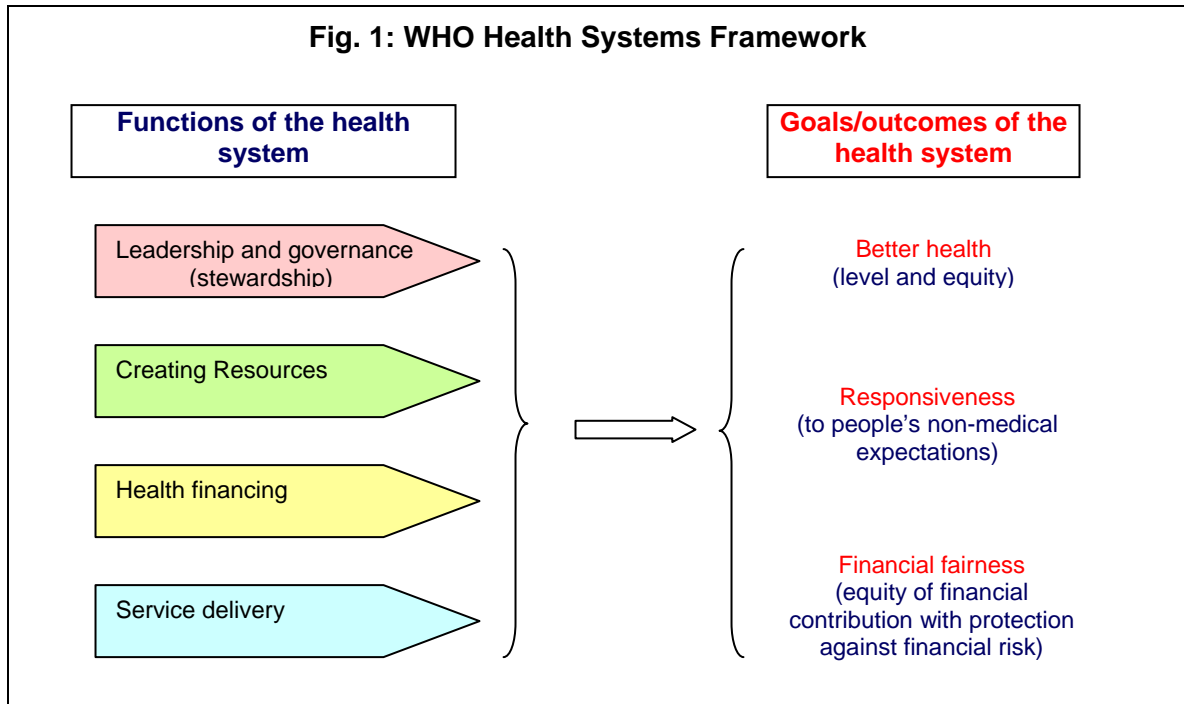 Fig. 1: WHO Health Systems Framework
Functions of the health
system
Goals/outcomes of the
health system
Leadership and governance
(stewardship)
Creating Resources
Health financing
Service delivery
Better health
(level and equity)
Responsiveness
(to people’s non-medical
expectations)
Financial fairness
(equity of financial
contribution with protection
against financial risk)